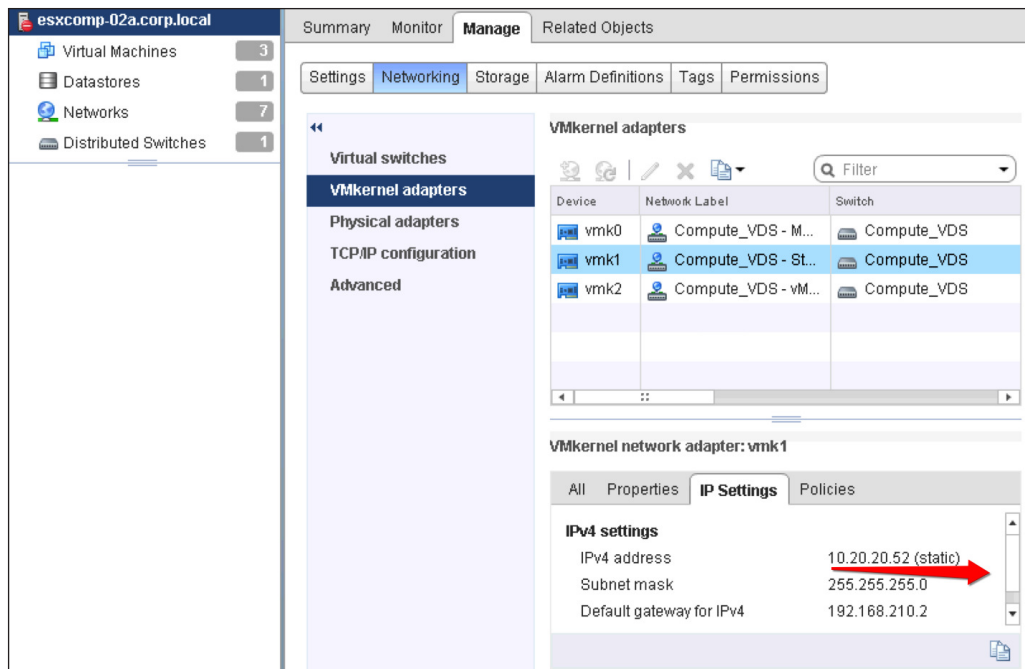 esxcomp-02a.corp.local
Virtual Machines 3
Datastores 1
Networks 7
Distributed Switches 1
Summary Monitor Manage Related Objects
Settings Networking Storage Alarm Definitions Tags Permissions
Virtual switches
VMkernel adapters
Physical adapters
TCP/IP configuration
Advanced
VMkernel adapters
Filter
Device Network Label Switch
vmk0 Compute_VDS - M... Compute_VDS
vmk1 Compute_VDS - St... Compute_VDS
vmk2 Compute_VDS - vM... Compute_VDS
VMkernel network adapter: vmk1
All Properties IP Settings Policies
IPv4 settings
IPv4 address 10.20.20.52 (static)
Subnet mask 255.255.255.0
Default gateway for IPv4 192.168.210.2